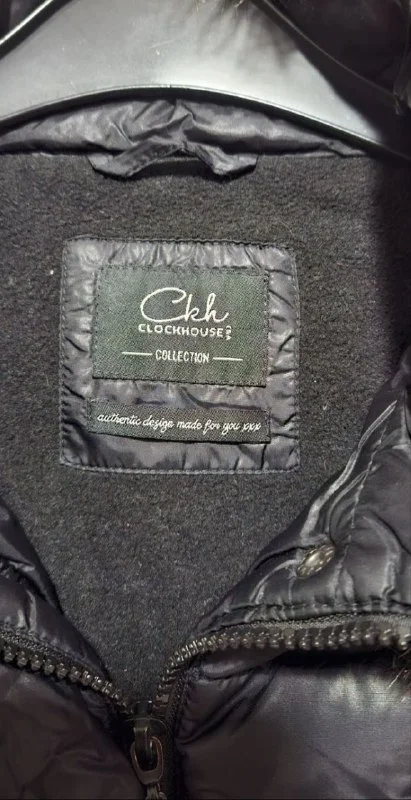 Ckh
CLOCKHOUSE
COLLECTION
authentic design made for you xxx